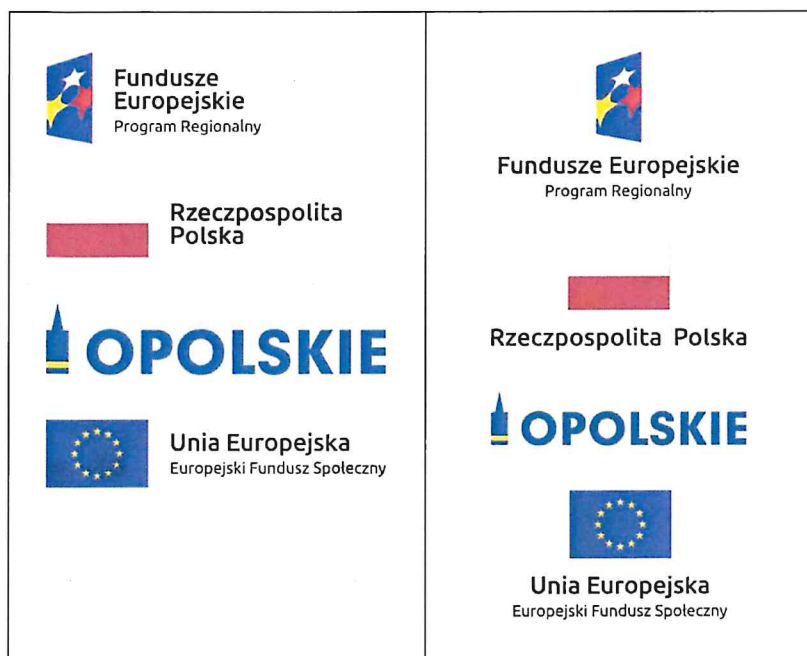 Fundusze
Europejskie
Program Regionalny
Rzeczpospolita
Polska
OPOLSKIE
Unia Europejska
Europejski Fundusz Społeczny
Fundusze Europejskie
Program Regionalny
Rzeczpospolita Polska
OPOLSKIE
Unia Europejska
Europejski Fundusz Społeczny